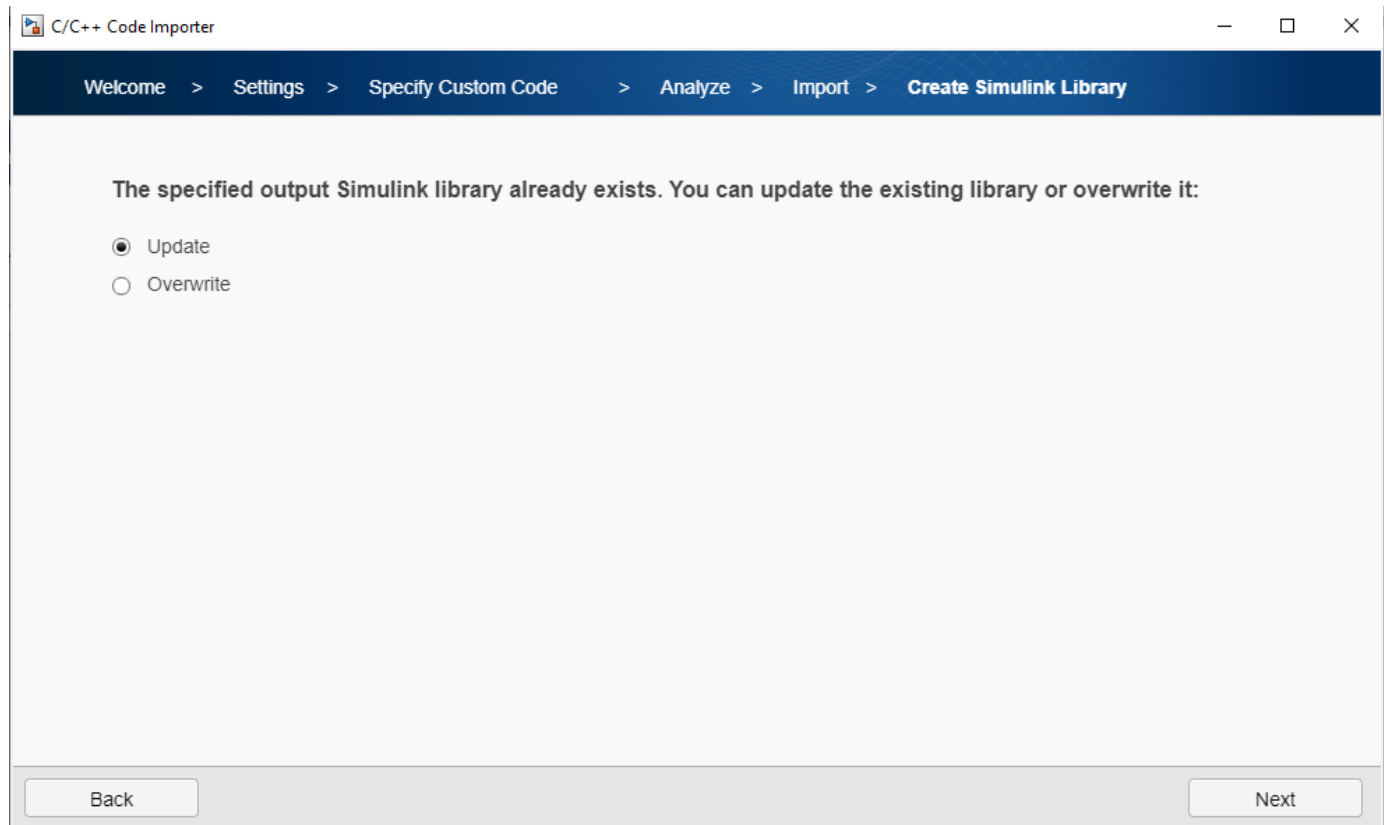 C/C++ Code Importer
Welcome > Settings > Specify Custom Code > Analyze > Import > Create Simulink Library
The specified output Simulink library already exists. You can update the existing library or overwrite it:
Update
Overwrite
Back Next